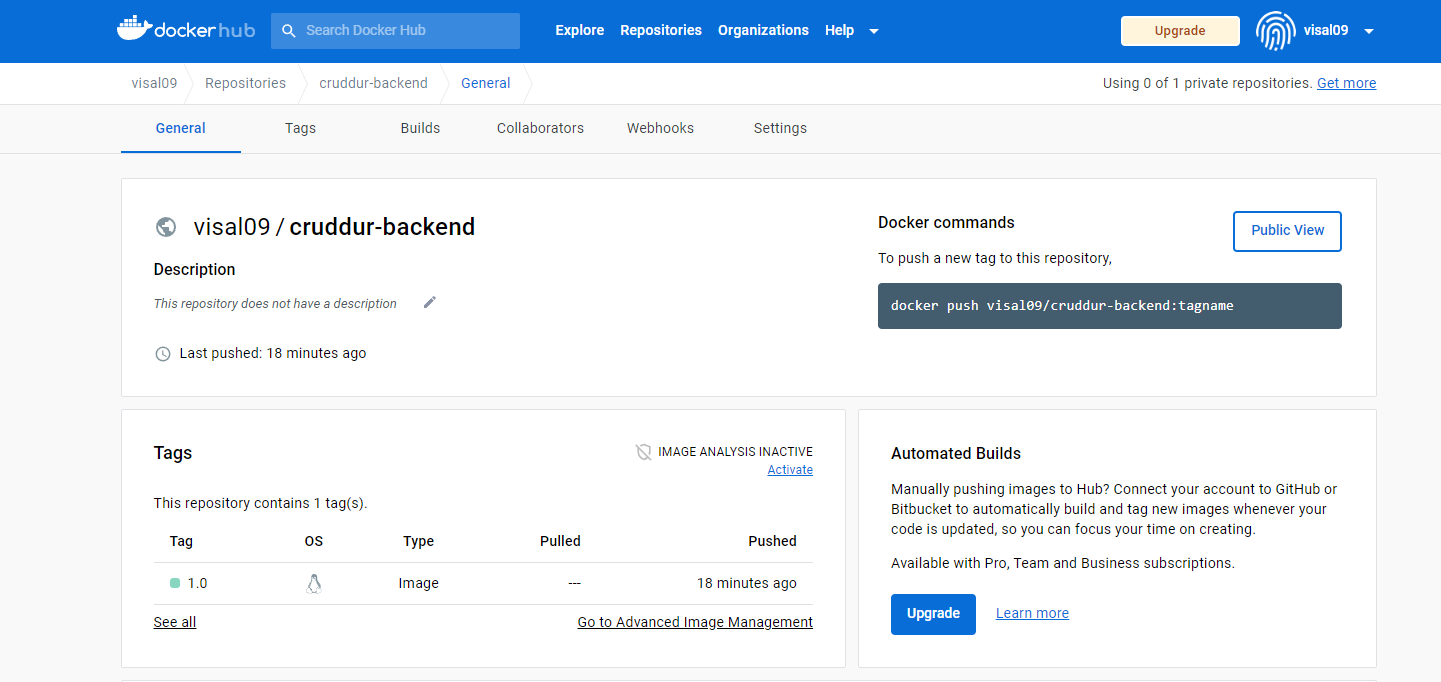 docker hub
Search Docker Hub
Explore Repositories Organizations Help
Upgrade
visal09
visal09 Repositories cruddur-backend General
Using 0 of 1 private repositories. Get more
General Tags Builds Collaborators Webhooks Settings
visal09 / cruddur-backend
Description
This repository does not have a description
Last pushed: 18 minutes ago
Docker commands
Public View
To push a new tag to this repository,
docker push visal09/cruddur-backend:tagname
Tags
IMAGE ANALYSIS INACTIVE
Activate
This repository contains 1 tag(s).
Tag OS Type Pulled Pushed
1.0 Image --- 18 minutes ago
See all
Go to Advanced Image Management
Automated Builds
Manually pushing images to Hub? Connect your account to GitHub or
Bitbucket to automatically build and tag new images whenever your
code is updated, so you can focus your time on creating.
Available with Pro, Team and Business subscriptions.
Upgrade
Learn more